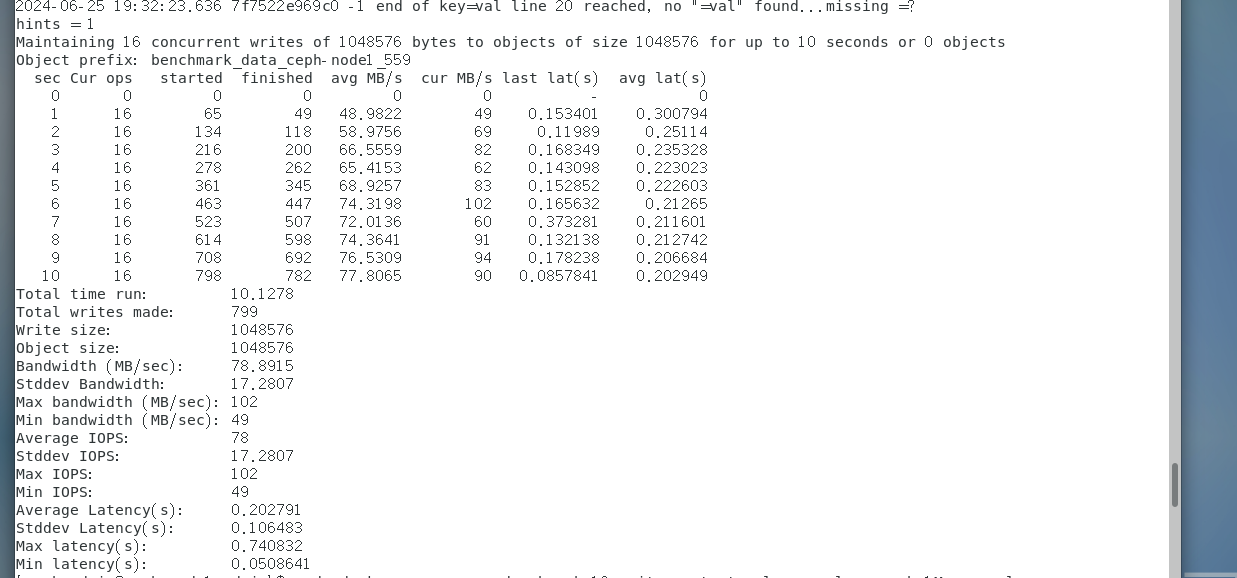 2024-06-25 19:32:23.636 7f7522e969c0 -1 end of key=val line 20 reached, no "=val" found...missing =?
hints = 1
Maintaining 16 concurrent writes of 1048576 bytes to objects of size 1048576 for up to 10 seconds or 0 objects
Object prefix: benchmark_data_ceph-node1_559
sec Cur ops started finished avg MB/s cur MB/s last lat(s) avg lat(s)
0 0 0 0 0 0 - 0
1 16 65 49 48.9822 49 0.153401 0.300794
2 16 134 118 58.9756 69 0.11989 0.25114
3 16 216 200 66.5559 82 0.168349 0.235328
4 16 278 262 65.4153 62 0.143098 0.223023
5 16 361 345 68.9257 83 0.152852 0.222603
6 16 463 447 74.3198 102 0.165632 0.21265
7 16 523 507 72.0136 60 0.373281 0.211601
8 16 614 598 74.3641 91 0.132138 0.212742
9 16 708 692 76.5309 94 0.178238 0.206684
10 16 798 782 77.8065 90 0.0857841 0.202949
Total time run: 10.1278
Total writes made: 799
Write size: 1048576
Object size: 1048576
Bandwidth (MB/sec): 78.8915
Stddev Bandwidth: 17.2807
Max bandwidth (MB/sec): 102
Min bandwidth (MB/sec): 49
Average IOPS: 78
Stddev IOPS: 17.2807
Max IOPS: 102
Min IOPS: 49
Average Latency(s): 0.202791
Stddev Latency(s): 0.106483
Max latency(s): 0.740832
Min latency(s): 0.0508641